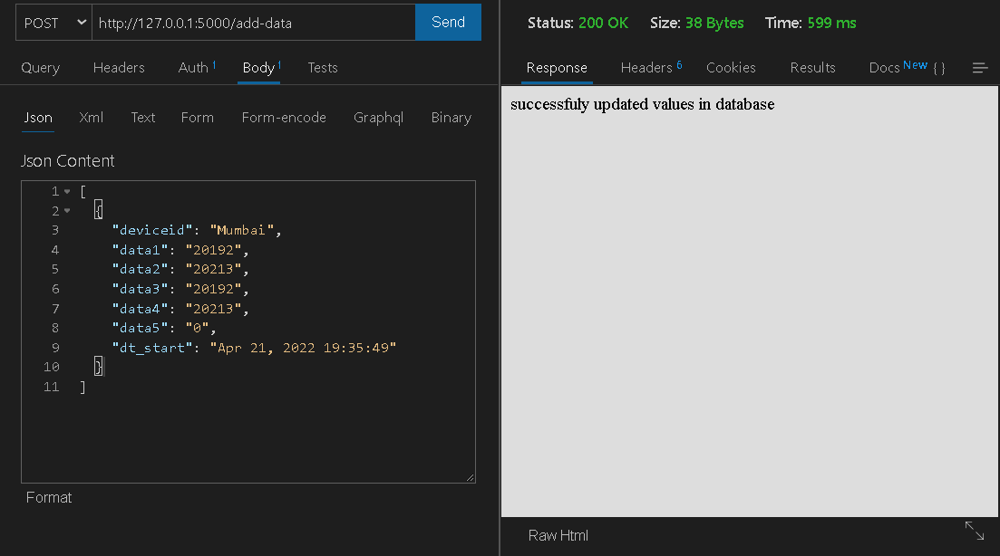 POST http://127.0.0.1:5000/add-data Send
Query Headers Auth 1 Body 1 Tests
Json Xml Text Form Form-encode Graphql Binary
Json Content
1 [
2 {
3 "deviceid": "Mumbai",
4 "data1": "20192",
5 "data2": "20213",
6 "data3": "20192",
7 "data4": "20213",
8 "data5": "0",
9 "dt_start": "Apr 21, 2022 19:35:49"
10 }
11 ]
Format
Status: 200 OK Size: 38 Bytes Time: 599 ms
Response Headers 6 Cookies Results Docs New { }
successfuly updated values in database
Raw Html